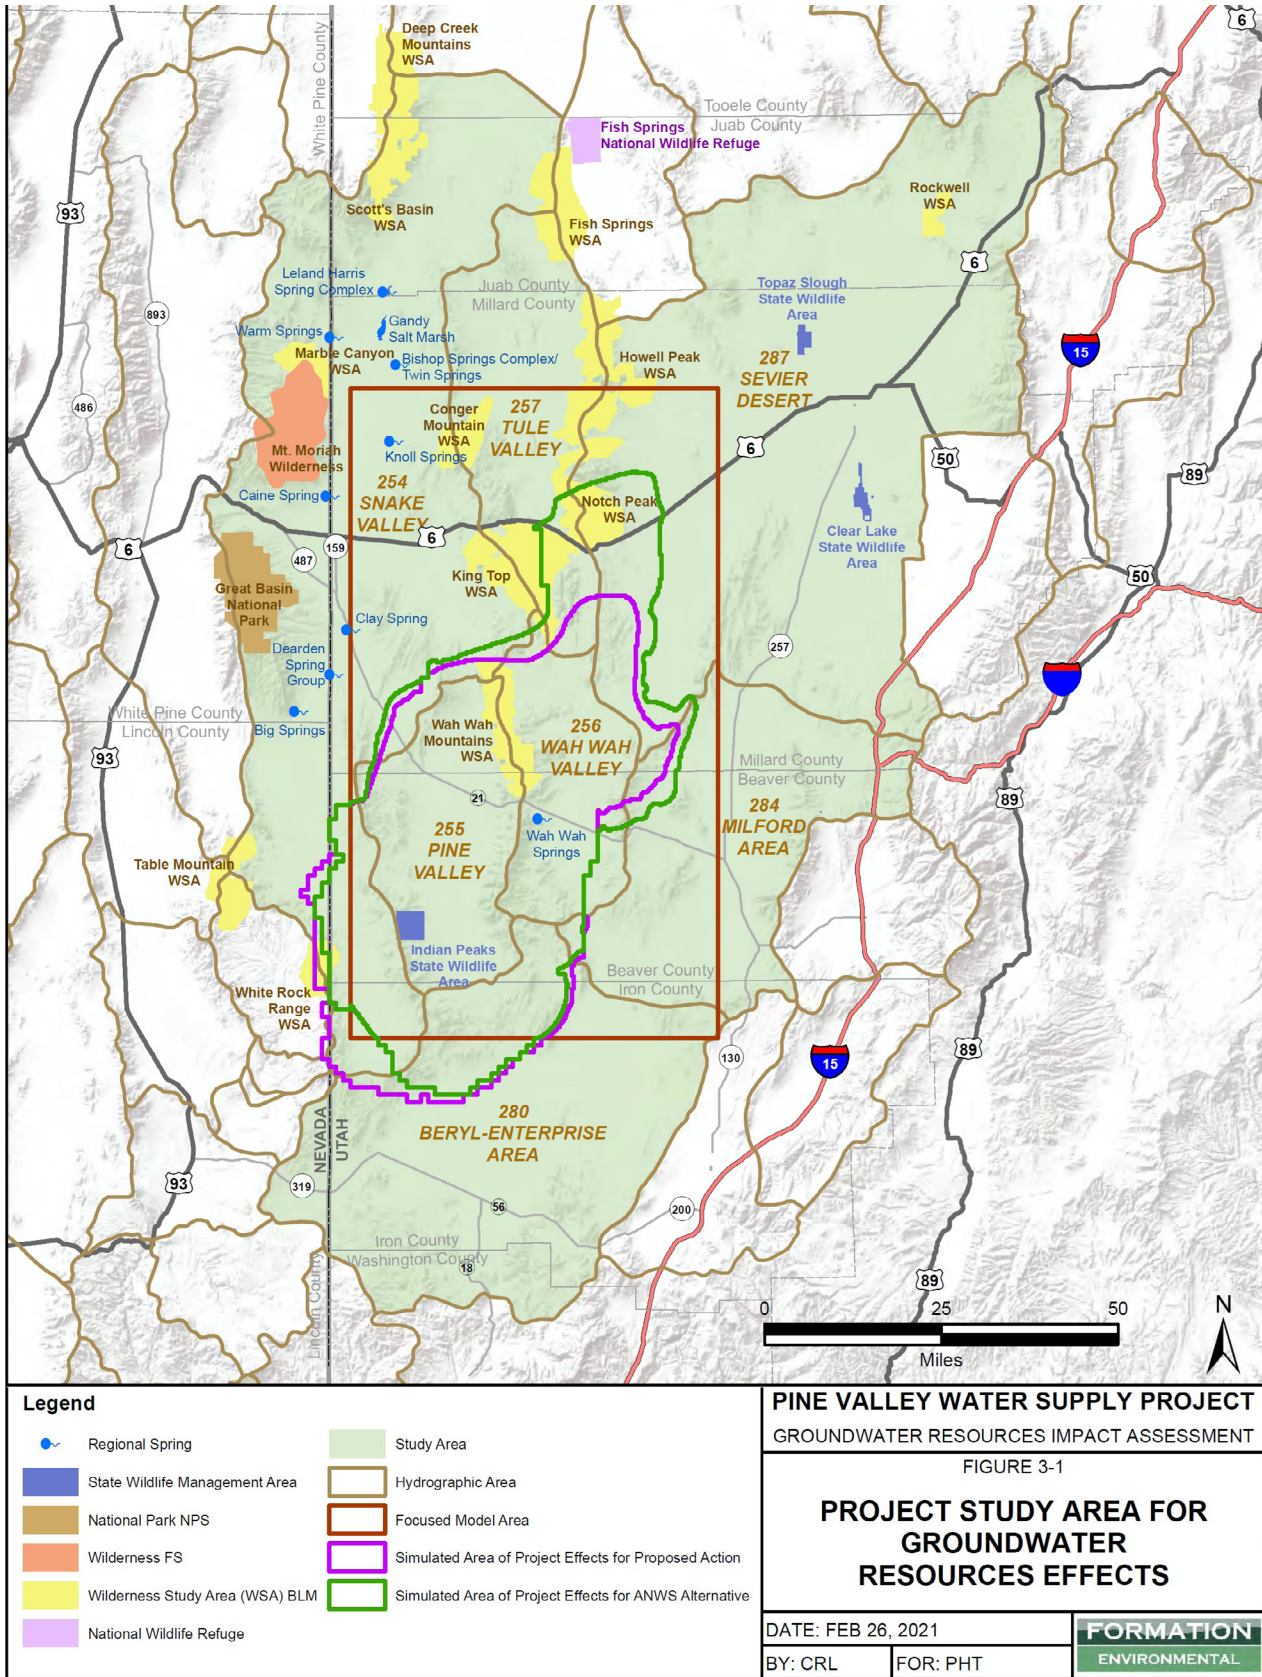 6
Deep Creek
Mountains
WSA
White Pine County
Tooele County
Juab County
Fish Springs
National Wildlife Refuge
93
Scott's Basin
WSA
Fish Springs
WSA
Rockwell
WSA
6
Leland Harris
Spring Complex
Juab County
Millard County
Topaz Slough
State Wildlife
Area
893
Warm Springs
Gandy
Salt Marsh
Marble Canyon
WSA
Bishop Springs Complex/
Twin Springs
Howell Peak
WSA
287
SEVIER
DESERT
15
486
Conger
Mountain
WSA
257
TULE
VALLEY
Mt. Moriah
Wilderness
Knoll Springs
6
50
89
254
SNAKE
VALLEY
Caine Spring
Notch Peak
WSA
Clear Lake
State Wildlife
Area
6
487
159
6
50
King Top
WSA
Great Basin
National
Park
Clay Spring
257
Dearden
Spring
Group
White Pine County
Lincoln County
Big Springs
Wah Wah
Mountains
WSA
256
WAH WAH
VALLEY
93
Millard County
Beaver County
21
89
284
MILFORD
AREA
255
PINE
VALLEY
Wah Wah
Springs
Table Mountain
WSA
Indian Peaks
State Wildlife
Area
Beaver County
Iron County
White Rock
Range
WSA
130
15
89
280
BERYL-ENTERPRISE
AREA
NEVADA
UTAH
93
319
56
200
Iron County
Washington County
18
Lincoln County
89
0
25
50
Miles
N
Legend
Regional Spring
State Wildlife Management Area
National Park NPS
Wilderness FS
Wilderness Study Area (WSA) BLM
National Wildlife Refuge
Study Area
Hydrographic Area
Focused Model Area
Simulated Area of Project Effects for Proposed Action
Simulated Area of Project Effects for ANWS Alternative
PINE VALLEY WATER SUPPLY PROJECT
GROUNDWATER RESOURCES IMPACT ASSESSMENT
FIGURE 3-1
PROJECT STUDY AREA FOR
GROUNDWATER
RESOURCES EFFECTS
DATE: FEB 26, 2021
BY: CRL
FOR: PHT
FORMATION
ENVIRONMENTAL